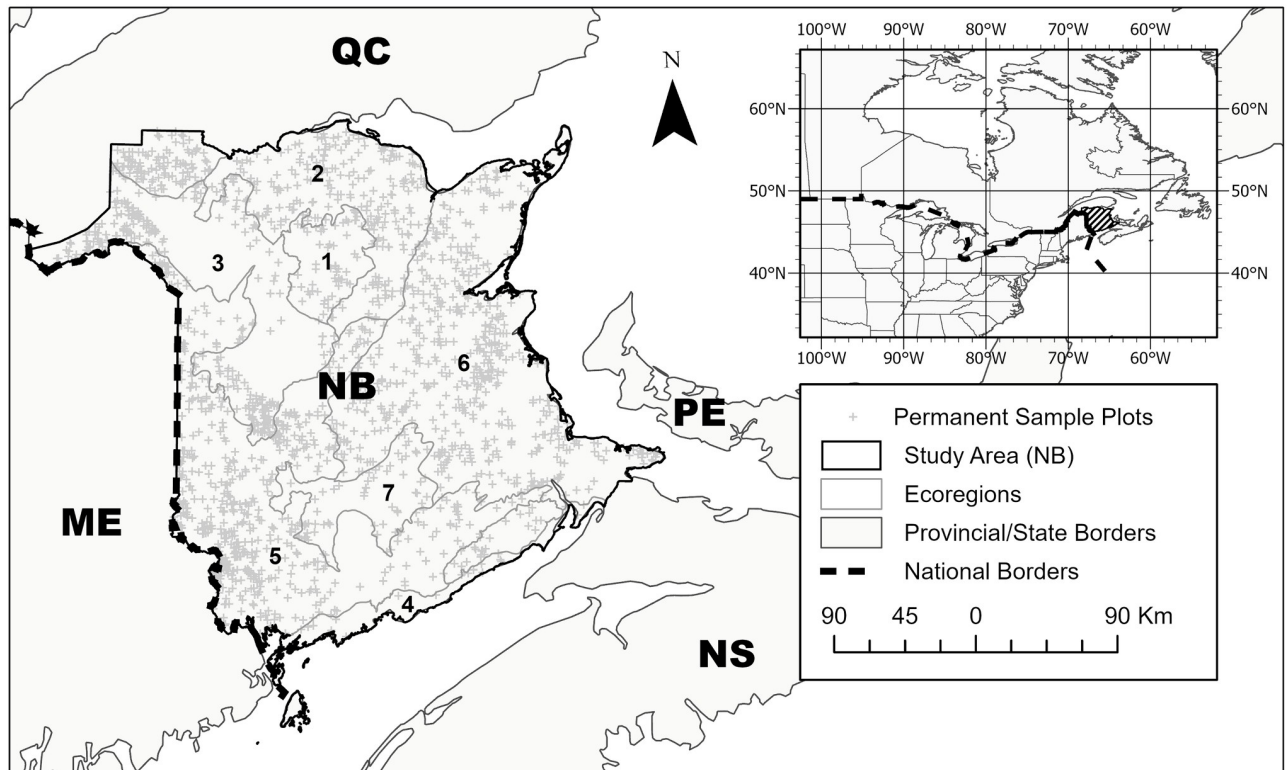 QC
N
2
3
1
6
NB
PE
7
ME
5
4
NS
100°W 90°W 80°W 70°W 60°W
60°N 60°N
50°N 50°N
40°N 40°N
100°W 90°W 80°W 70°W 60°W
Permanent Sample Plots
Study Area (NB)
Ecoregions
Provincial/State Borders
National Borders
90 45 0 90 Km